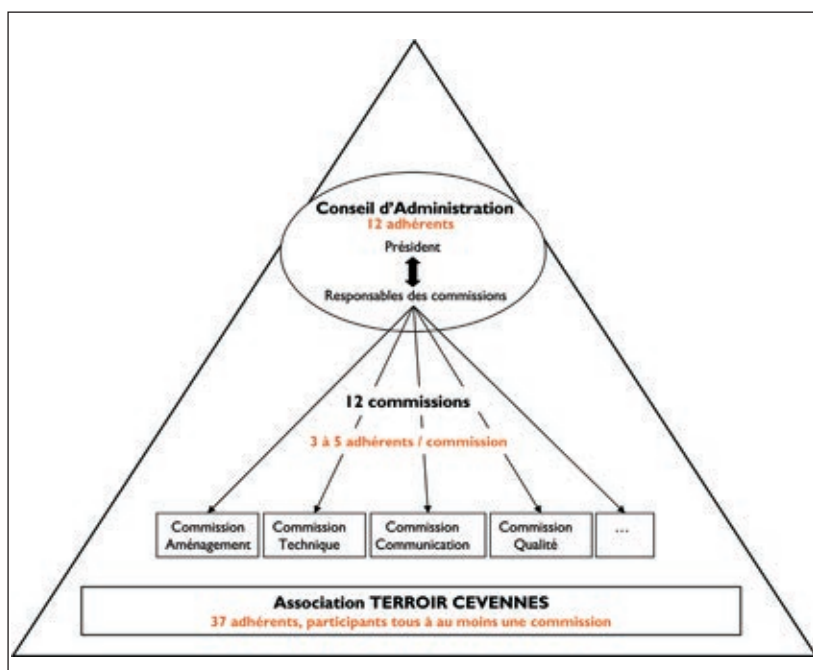 Conseil d'Administration
12 adhérents
Président
Responsables des commissions
12 commissions
3 à 5 adhérents / commission
Commission
Aménagement
Commission
Technique
Commission
Communication
Commission
Qualité
...
Association TERROIR CEVENNES
37 adhérents, participants tous à au moins une commission